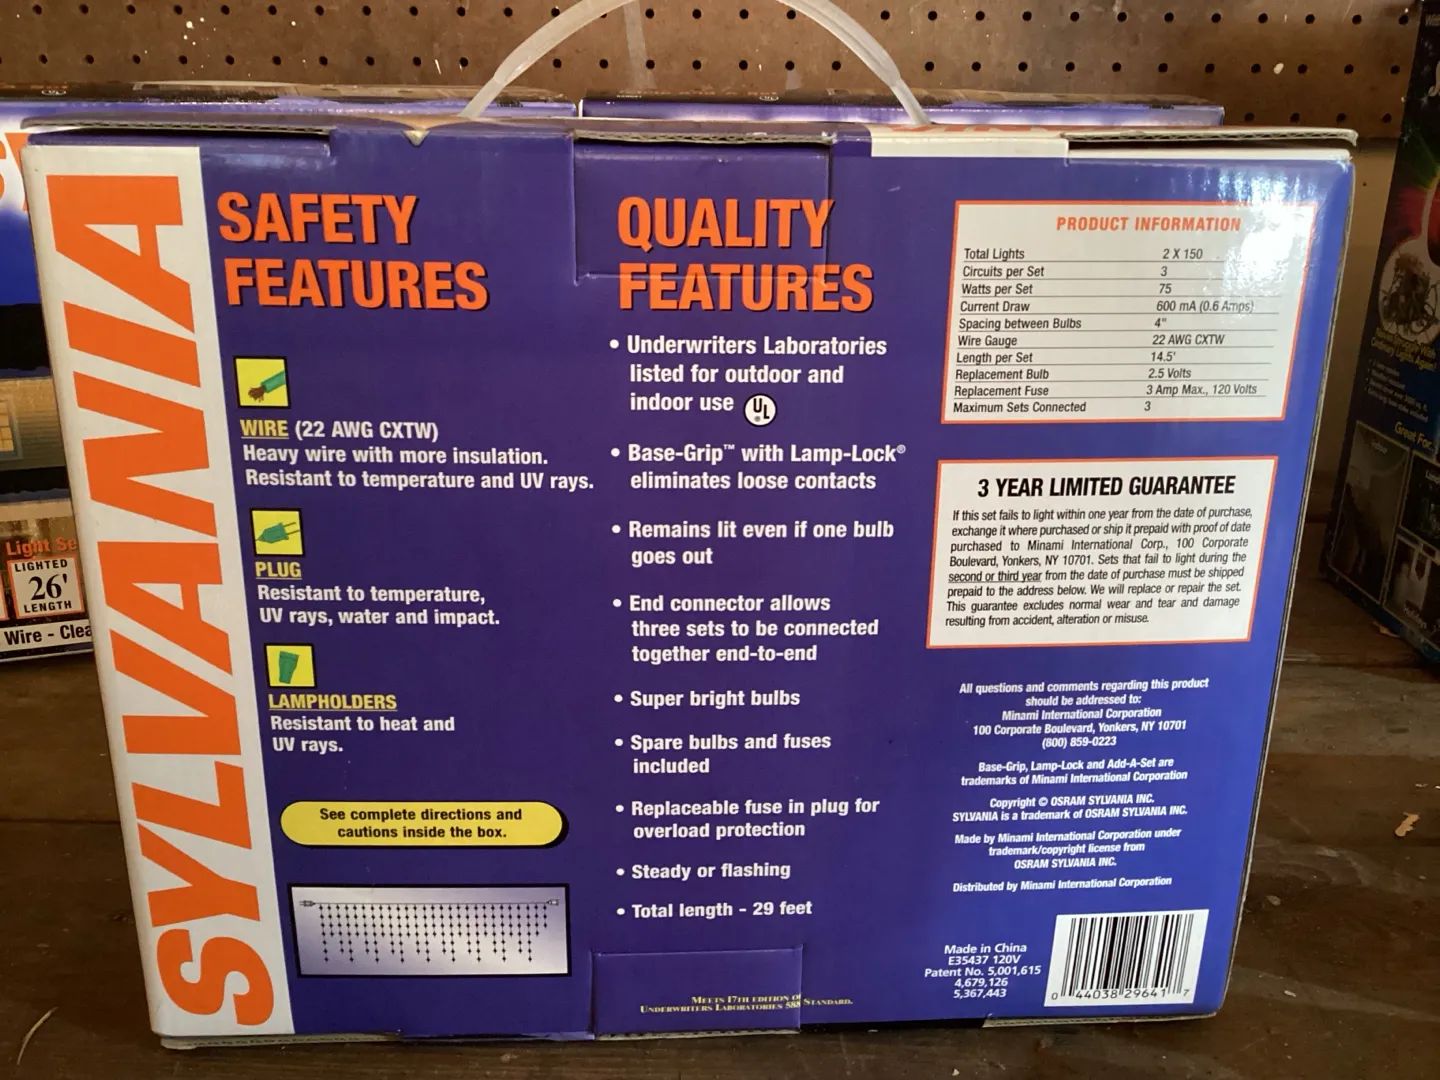 SYLVANIA
SAFETY
FEATURES
WIRE (22 AWG CXTW)
Heavy wire with more insulation.
Resistant to temperature and UV rays.
PLUG
Resistant to temperature,
UV rays, water and impact.
LAMPHOLDERS
Resistant to heat and
UV rays.
See complete directions and
cautions inside the box.
QUALITY
FEATURES
• Underwriters Laboratories
listed for outdoor and
indoor use UL
• Base-Grip™ with Lamp-Lock®
eliminates loose contacts
• Remains lit even if one bulb
goes out
• End connector allows
three sets to be connected
together end-to-end
• Super bright bulbs
• Spare bulbs and fuses
included
• Replaceable fuse in plug for
overload protection
• Steady or flashing
• Total length - 29 feet
MEETS 17TH EDITION OF
UNDERWRITERS LABORATORIES 588 STANDARD.
PRODUCT INFORMATION
Total Lights 2 X 150
Circuits per Set 3
Watts per Set 75
Current Draw 600 mA (0.6 Amps)
Spacing between Bulbs 4"
Wire Gauge 22 AWG CXTW
Length per Set 14.5'
Replacement Bulb 2.5 Volts
Replacement Fuse 3 Amp Max., 120 Volts
Maximum Sets Connected 3
3 YEAR LIMITED GUARANTEE
If this set fails to light within one year from the date of purchase,
exchange it where purchased or ship it prepaid with proof of date
purchased to Minami International Corp., 100 Corporate
Boulevard, Yonkers, NY 10701. Sets that fail to light during the
second or third year from the date of purchase must be shipped
prepaid to the address below. We will replace or repair the set.
This guarantee excludes normal wear and tear and damage
resulting from accident, alteration or misuse.
All questions and comments regarding this product
should be addressed to:
Minami International Corporation
100 Corporate Boulevard, Yonkers, NY 10701
(800) 859-0223
Base-Grip, Lamp-Lock and Add-A-Set are
trademarks of Minami International Corporation
Copyright © OSRAM SYLVANIA INC.
SYLVANIA is a trademark of OSRAM SYLVANIA INC.
Made by Minami International Corporation under
trademark/copyright license from
OSRAM SYLVANIA INC.
Distributed by Minami International Corporation
Made in China
E35437 120V
Patent No. 5,001,615
4,679,126
5,367,443
0 44038 29641 7
Light Se
LIGHTED
26'
LENGTH
Wire - Clea
Great For